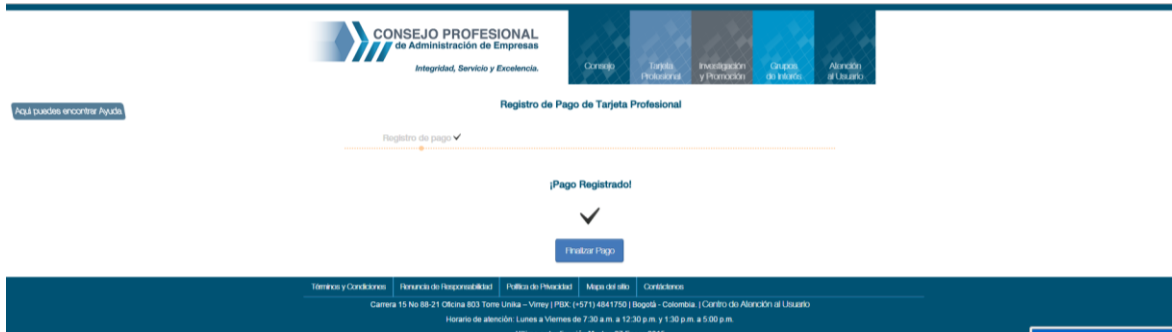 CONSEJO PROFESIONAL
de Administración de Empresas
Integridad, Servicio y Excelencia.
Consejo
Tarjeta
Profesional
Investigación
y Promoción
Grupos
de Interés
Atención
al Usuario
Aquí puedes encontrar Ayuda
Registro de Pago de Tarjeta Profesional
Registro de pago
¡Pago Registrado!
Finalizar Pago
Términos y Condiciones | Renuncia de Responsabilidad | Política de Privacidad | Mapa del sitio | Contáctenos
Carrera 15 No 88-21 Oficina 803 Torre Unika – Virrey | PBX: (+571) 4841750 | Bogotá - Colombia. | Centro de Atención al Usuario
Horario de atención: Lunes a Viernes de 7:30 a.m. a 12:30 p.m. y 1:30 p.m. a 5:00 p.m.